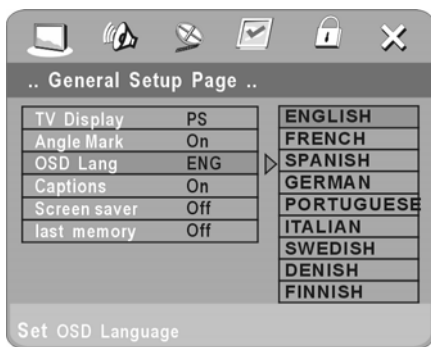 .. General Setup Page ..
TV Display PS
Angle Mark On
OSD Lang ENG
Captions On
Screen saver Off
last memory Off
ENGLISH
FRENCH
SPANISH
GERMAN
PORTUGUESE
ITALIAN
SWEDISH
DENISH
FINNISH
Set OSD Language